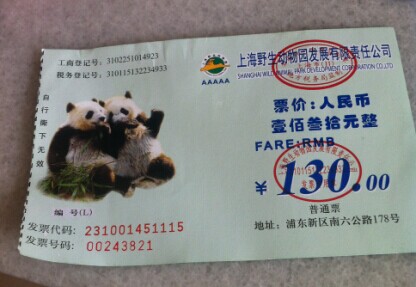 工商登记号: 3102251014923
税务登记号: 310115132234933
AAAAA
上海野生动物园发展有限责任公司
SHANGHAI WILD ANIMAL PARK DEVELOPMENT CORPORATION CO.,LTD
自行撕下无效
票价:人民币
壹佰叁拾元整
FARE:RMB
¥ 130.00
普通票
编 号(L)
发票代码: 231001451115
发票号码: 00243821
地址: 浦东新区南六公路178号